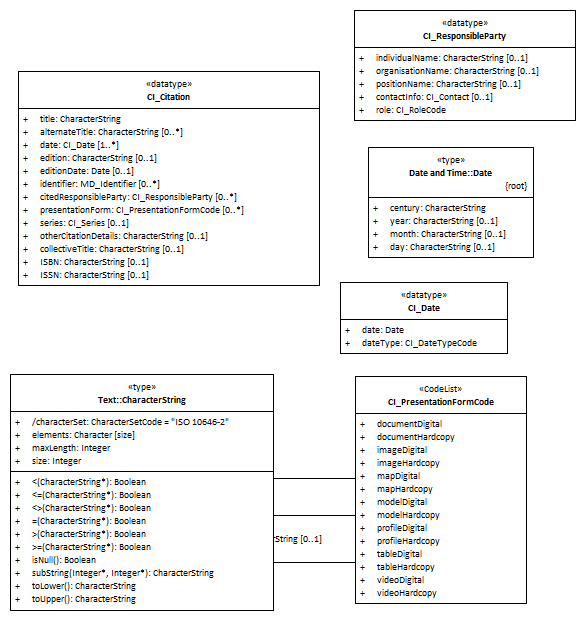 «datatype»
CI_ResponsibleParty
+ individualName: CharacterString [0..1]
+ organisationName: CharacterString [0..1]
+ positionName: CharacterString [0..1]
+ contactInfo: CI_Contact [0..1]
+ role: CI_RoleCode
«datatype»
CI_Citation
+ title: CharacterString
+ alternateTitle: CharacterString [0..*]
+ date: CI_Date [1..*]
+ edition: CharacterString [0..1]
+ editionDate: Date [0..1]
+ identifier: MD_Identifier [0..*]
+ citedResponsibleParty: CI_ResponsibleParty [0..*]
+ presentationForm: CI_PresentationFormCode [0..*]
+ series: CI_Series [0..1]
+ otherCitationDetails: CharacterString [0..1]
+ collectiveTitle: CharacterString [0..1]
+ ISBN: CharacterString [0..1]
+ ISSN: CharacterString [0..1]
«type»
Date and Time::Date
{root}
+ century: CharacterString
+ year: CharacterString [0..1]
+ month: CharacterString [0..1]
+ day: CharacterString [0..1]
«datatype»
CI_Date
+ date: Date
+ dateType: CI_DateTypeCode
«type»
Text::CharacterString
+ /characterSet: CharacterSetCode = "ISO 10646-2"
+ elements: Character [size]
+ maxLength: Integer
+ size: Integer
+ <(CharacterString*): Boolean
+ <=(CharacterString*): Boolean
+ <>(CharacterString*): Boolean
+ =(CharacterString*): Boolean
+ >(CharacterString*): Boolean
+ >=(CharacterString*): Boolean
+ isNull(): Boolean
+ subString(Integer*, Integer*): CharacterString
+ toLower(): CharacterString
+ toUpper(): CharacterString
String [0..1]
«CodeList»
CI_PresentationFormCode
+ documentDigital
+ documentHardcopy
+ imageDigital
+ imageHardcopy
+ mapDigital
+ mapHardcopy
+ modelDigital
+ modelHardcopy
+ profileDigital
+ profileHardcopy
+ tableDigital
+ tableHardcopy
+ videoDigital
+ videoHardcopy